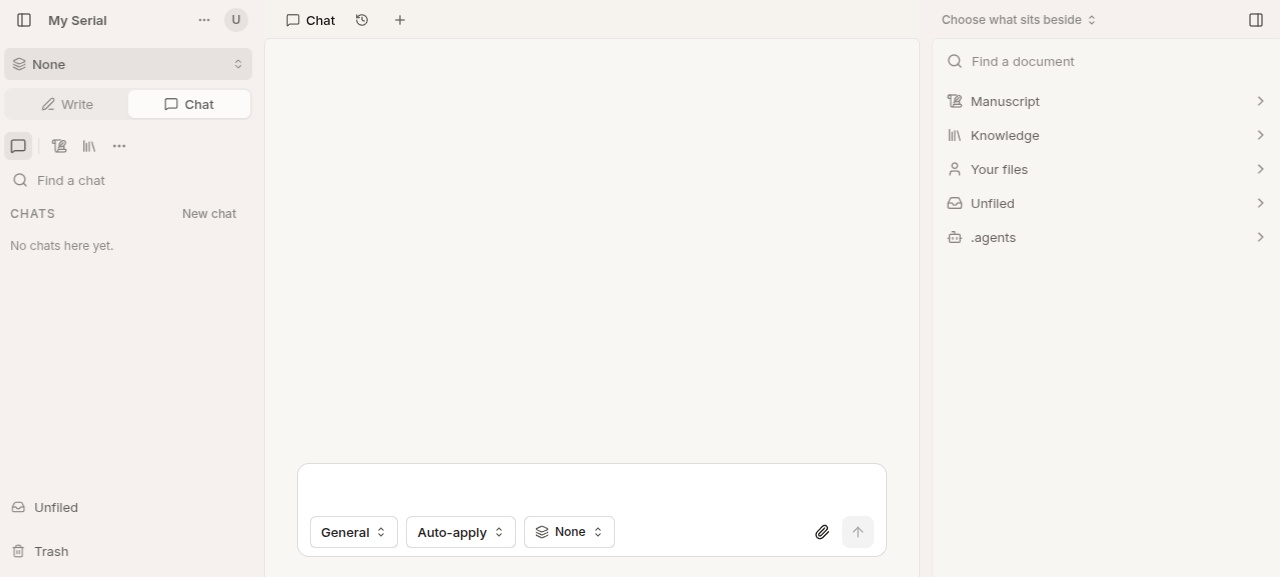 My Serial
U
None
Write
Chat
Find a chat
CHATS
New chat
No chats here yet.
Unfiled
Trash
Chat
General
Auto-apply
None
Choose what sits beside
Find a document
Manuscript
Knowledge
Your files
Unfiled
.agents